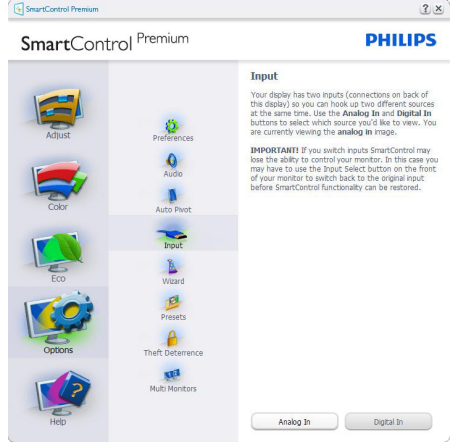 SmartControl Premium
SmartControl Premium
PHILIPS
Adjust
Color
Eco
Options
Help
Preferences
Audio
Auto Pivot
Input
Wizard
Presets
Theft Deterrence
Multi Monitors
Input
Your display has two inputs (connections on back of
this display) so you can hook up two different sources
at the same time. Use the Analog In and Digital In
buttons to select which source you'd like to view. You
are currently viewing the analog in image.
IMPORTANT! If you switch inputs SmartControl may
lose the ability to control your monitor. In this case you
may have to use the Input Select button on the front
of your monitor to switch back to the original input
before SmartControl functionality can be restored.
Analog In
Digital In